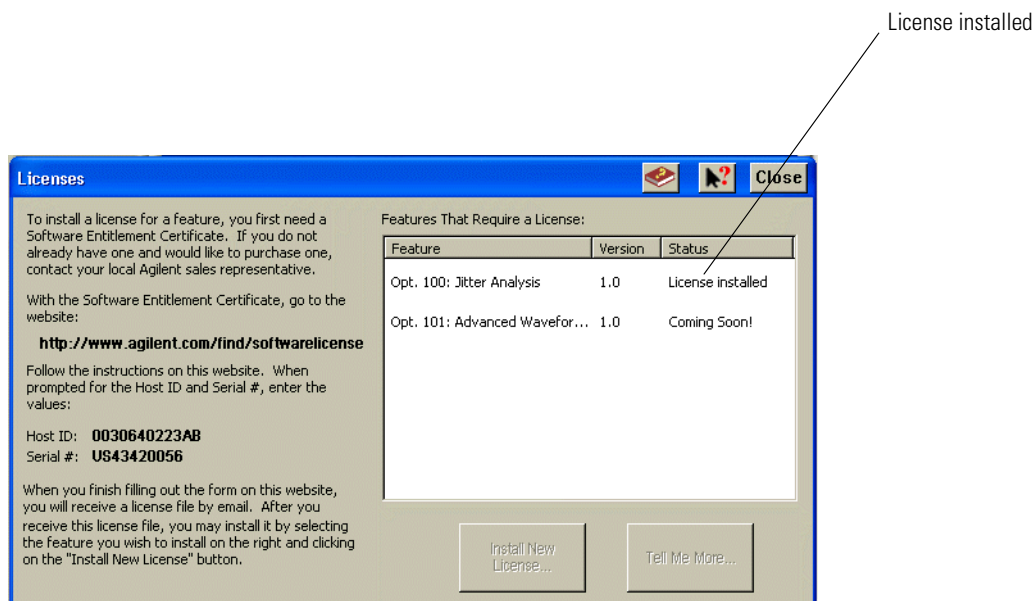 License installed
Licenses
Close
To install a license for a feature, you first need a
Software Entitlement Certificate. If you do not
already have one and would like to purchase one,
contact your local Agilent sales representative.
With the Software Entitlement Certificate, go to the
website:
http://www.agilent.com/find/softwarelicense
Follow the instructions on this website. When
prompted for the Host ID and Serial #, enter the
values:
Host ID: 0030640223AB
Serial #: US43420056
When you finish filling out the form on this website,
you will receive a license file by email. After you
receive this license file, you may install it by selecting
the feature you wish to install on the right and clicking
on the "Install New License" button.
Features That Require a License:
Feature Version Status
Opt. 100: Jitter Analysis 1.0 License installed
Opt. 101: Advanced Wavefor... 1.0 Coming Soon!
Install New
License...
Tell Me More...